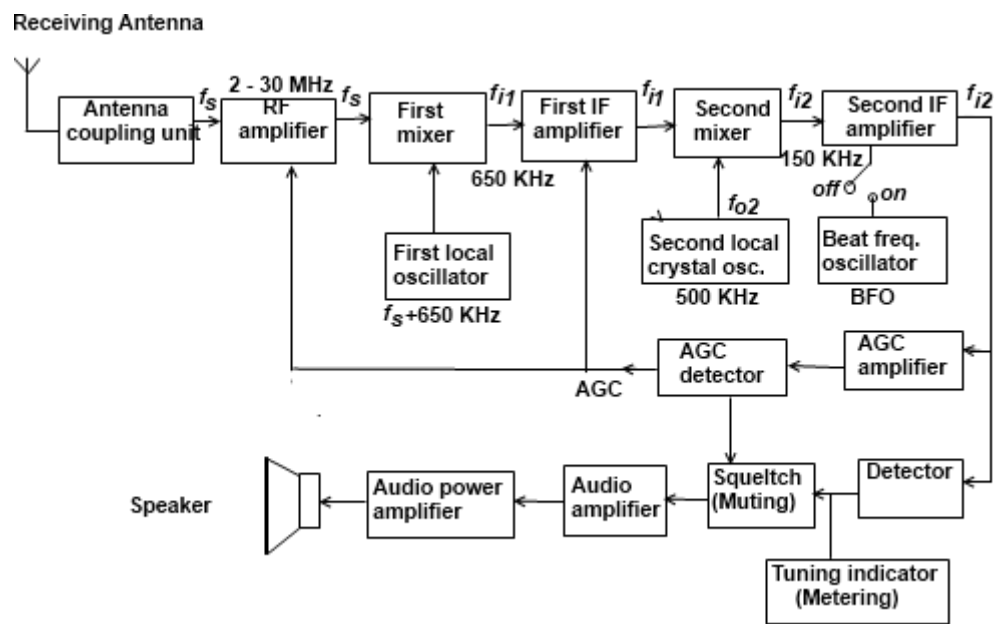 Receiving Antenna
Antenna
coupling unit
fs
2 - 30 MHz
RF
amplifier
fs
First
mixer
fi1
650 KHz
First IF
amplifier
fi1
Second
mixer
fi2
150 KHz
Second IF
amplifier
fi2
off
on
First local
oscillator
fs+650 KHz
fo2
Second local
crystal osc.
500 KHz
Beat freq.
oscillator
BFO
AGC
AGC
detector
AGC
amplifier
Speaker
Audio power
amplifier
Audio
amplifier
Squeltch
(Muting)
Detector
Tuning indicator
(Metering)